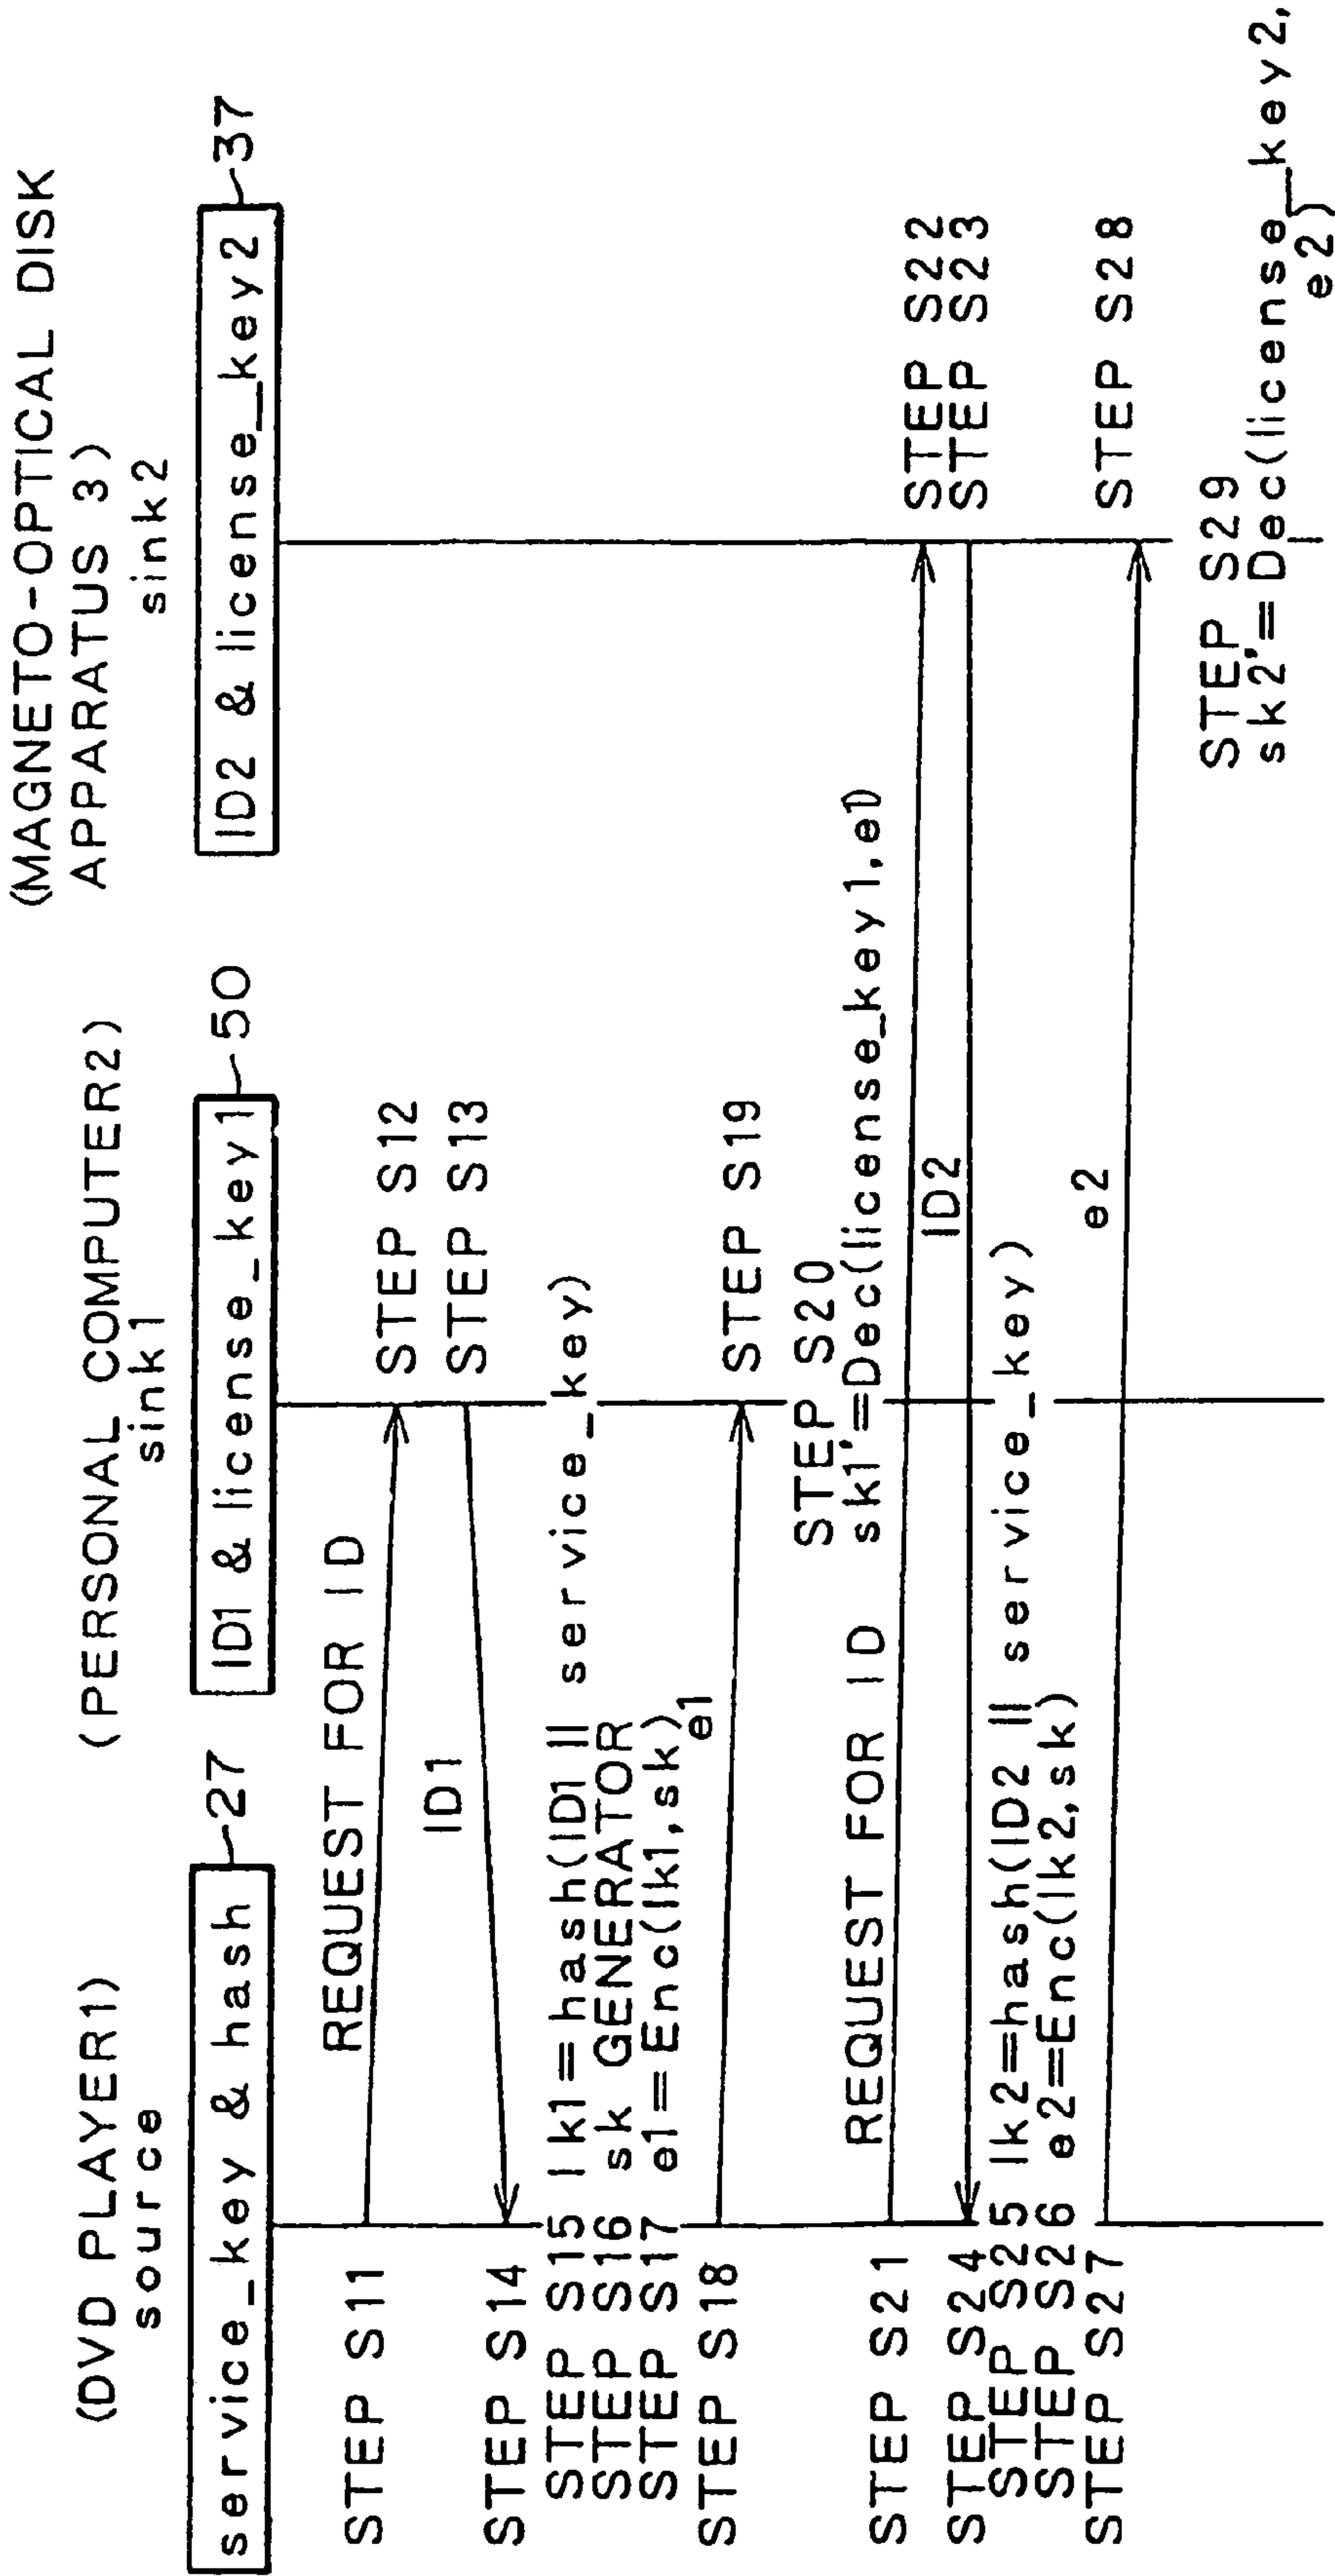 (DVD PLAYER1)
source
(PERSONAL COMPUTER2)
sink1
(MAGNETO-OPTICAL DISK
APPARATUS 3)
sink2
service_key & hash
27
ID1 & license_key1
50
ID2 & license_key2
37
STEP S11
REQUEST FOR ID
STEP S12
ID1
STEP S13
STEP S14
STEP S15 lk1=hash(ID1 || service_key)
STEP S16 sk GENERATOR
STEP S17 e1=Enc(lk1,sk)
e1
STEP S18
STEP S19
STEP S20
sk1'=Dec(license_key1,e1)
STEP S21
REQUEST FOR ID
STEP S22
ID2
STEP S23
STEP S24
STEP S25 lk2=hash(ID2 || service_key)
STEP S26 e2=Enc(lk2,sk)
STEP S27
e2
STEP S28
STEP S29
sk2'=Dec(license_key2,
e2)